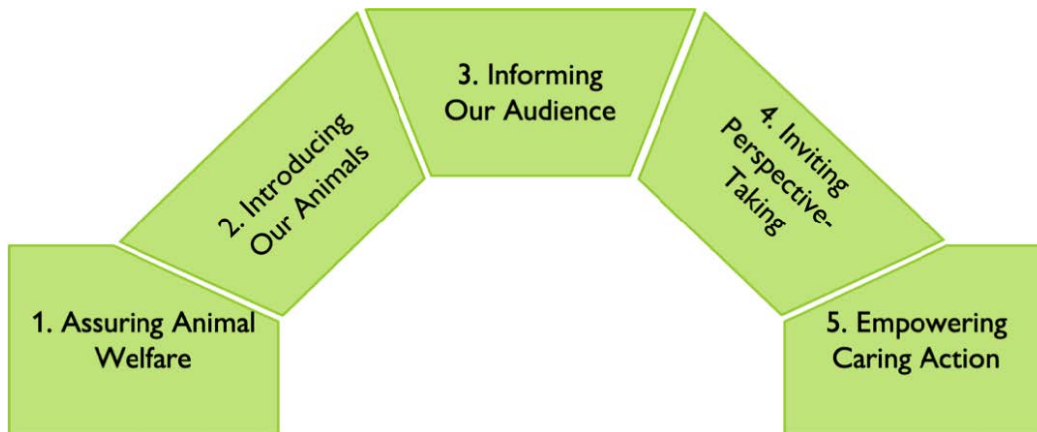 1. Assuring Animal
Welfare
2. Introducing
Our Animals
3. Informing
Our Audience
4. Inviting
Perspective-
Taking
5. Empowering
Caring Action